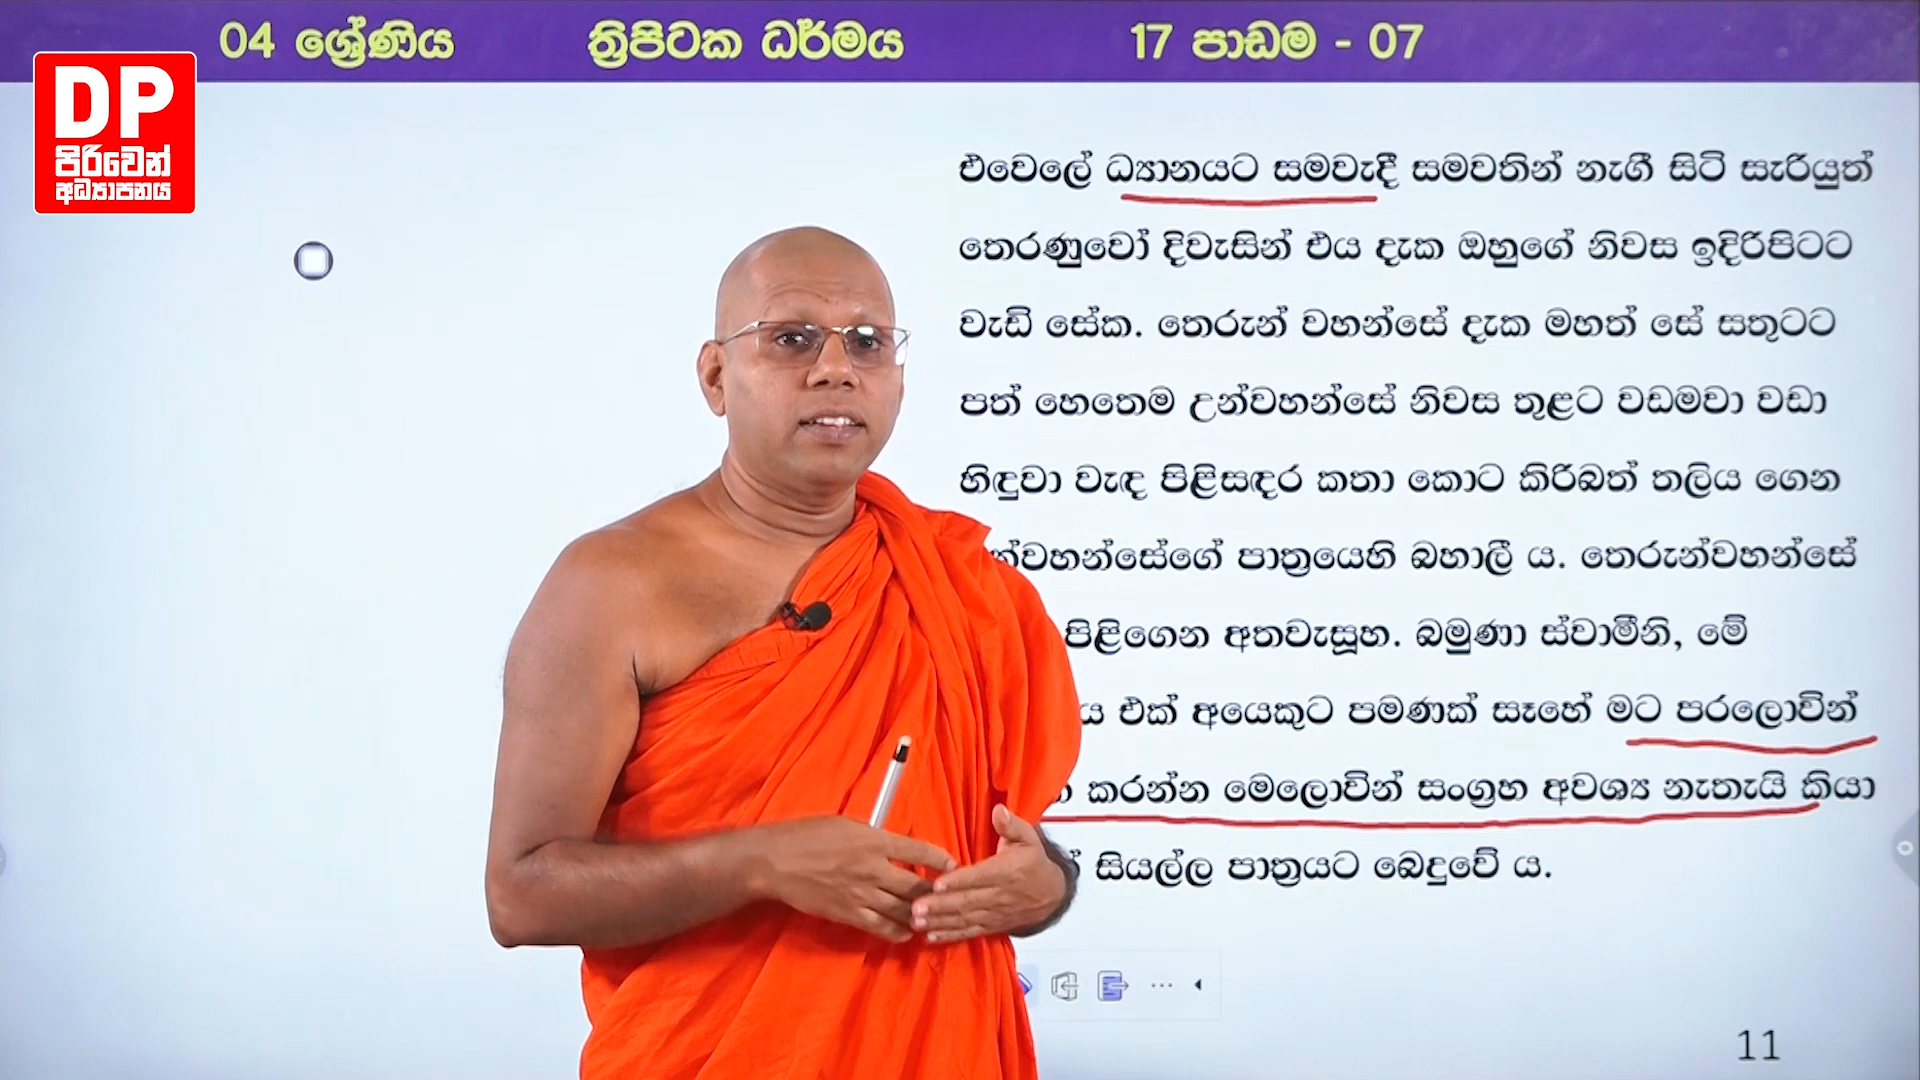 04 ශ්‍රේණිය ත්‍රිපිටක ධර්මය 17 පාඩම - 07
DP
පිරිවෙන්
අධ්‍යාපනය
එවෙලේ ධ්‍යානයට සමවැදී සමවතින් නැගී සිටි සැරියුත්
තෙරණුවෝ දිවැසින් එය දැක ඔහුගේ නිවස ඉදිරිපිටට
වැඩි සේක. තෙරුන් වහන්සේ දැක මහත් සේ සතුටට
පත් හෙතෙම උන්වහන්සේ නිවස තුළට වඩමවා වඩා
හිඳුවා වැඳ පිළිසඳර කතා කොට කිරිබත් තලිය ගෙන
න්වහන්සේගේ පාත්‍රයෙහි බහාලී ය. තෙරුන්වහන්සේ
පිළිගෙන අතවැසූහ. බමුණා ස්වාමීනි, මේ
ය එක් අයෙකුට පමණක් සෑහේ මට පරලොවින්
කරන්න මෙලොවින් සංග්‍රහ අවශ්‍ය නැතැයි කියා
සියල්ල පාත්‍රයට බෙදුවේ ය.
11